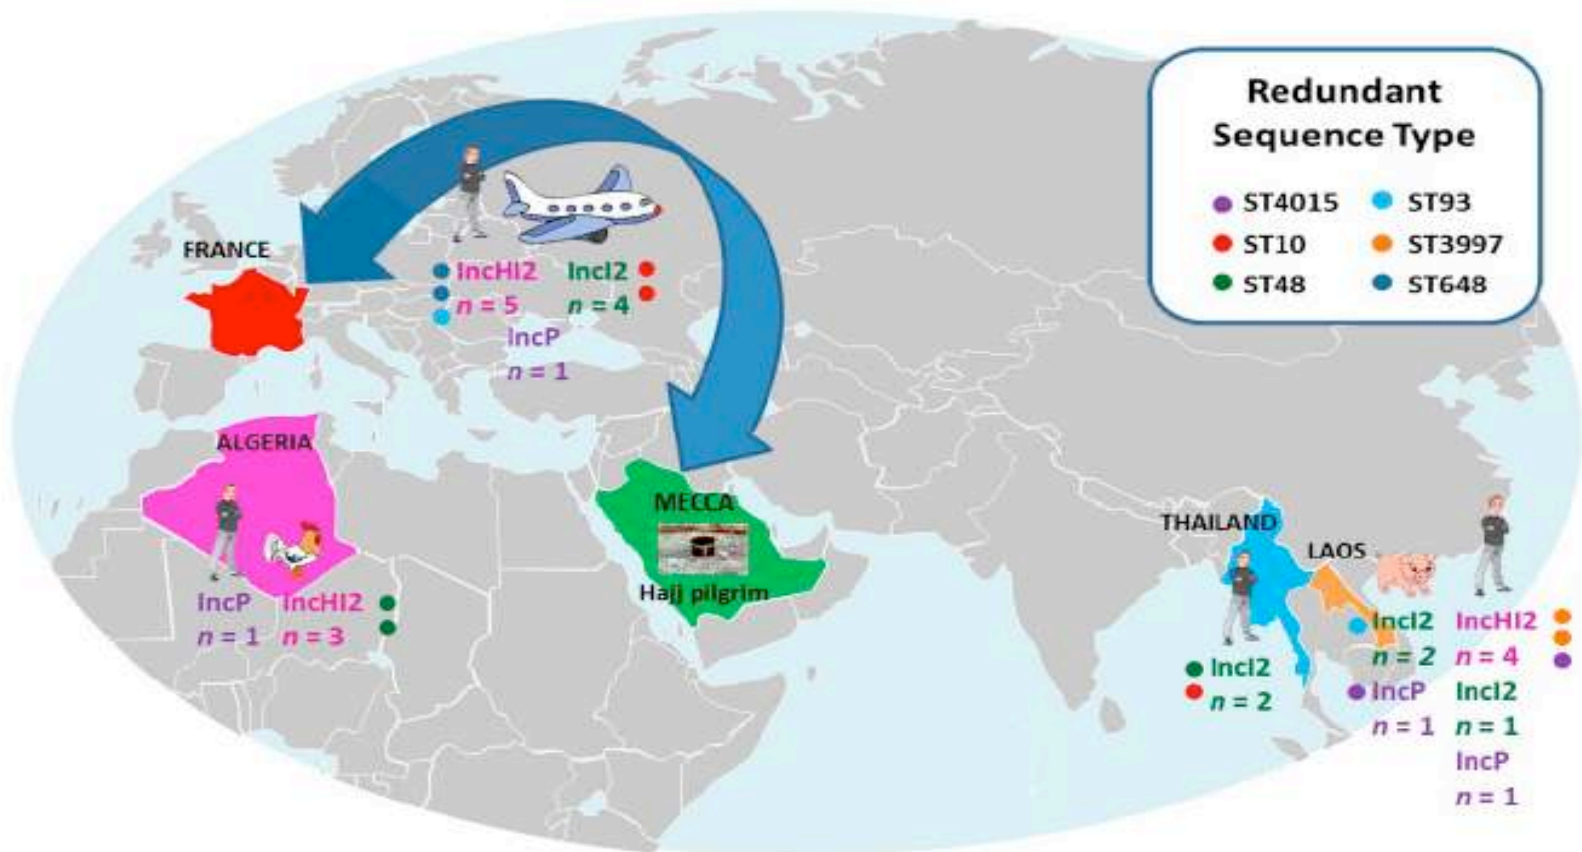 Redundant
Sequence Type
ST4015 ST93
ST10 ST3997
ST48 ST648
FRANCE
IncHI2 IncI2
n = 5 n = 4
IncP
n = 1
ALGERIA
IncP IncHI2
n = 1 n = 3
MECCA
Hajj pilgrim
THAILAND
IncI2
n = 2
LAOS
IncI2 IncHI2
n = 2 n = 4
IncP IncI2
n = 1 n = 1
IncP
n = 1